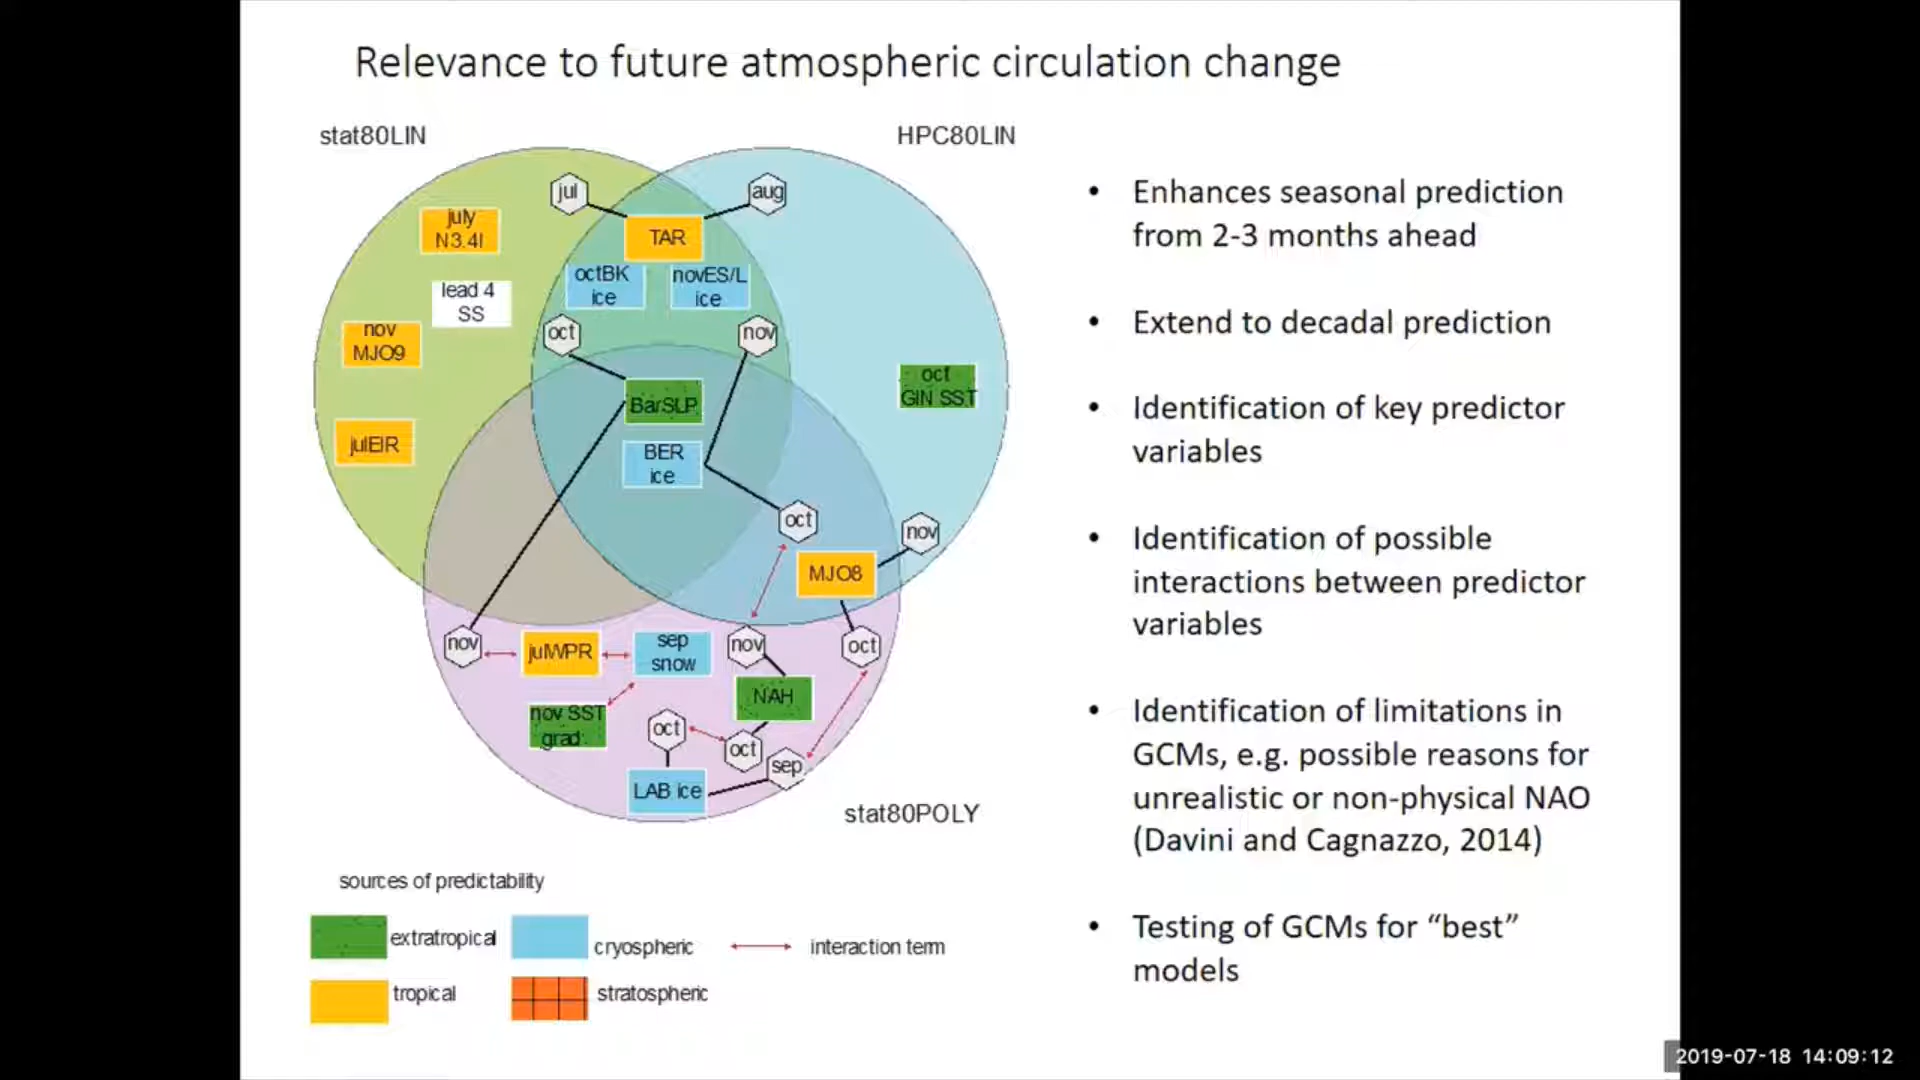 Relevance to future atmospheric circulation change
stat80LIN
HPC80LIN
jul
aug
july
N3.4I
TAR
lead 4
SS
octBK
ice
novES/L
ice
nov
MJO9
oct
nov
oct
GIN SST
BarSLP
julEIR
BER
ice
oct
nov
MJO8
nov
julWPR
sep
snow
nov
oct
NAH
nov SST
grad
oct
oct
sep
LAB ice
stat80POLY
sources of predictability
extratropical
cryospheric
interaction term
tropical
stratospheric
• Enhances seasonal prediction
from 2-3 months ahead
• Extend to decadal prediction
• Identification of key predictor
variables
• Identification of possible
interactions between predictor
variables
• Identification of limitations in
GCMs, e.g. possible reasons for
unrealistic or non-physical NAO
(Davini and Cagnazzo, 2014)
• Testing of GCMs for “best”
models
2019-07-18 14:09:12